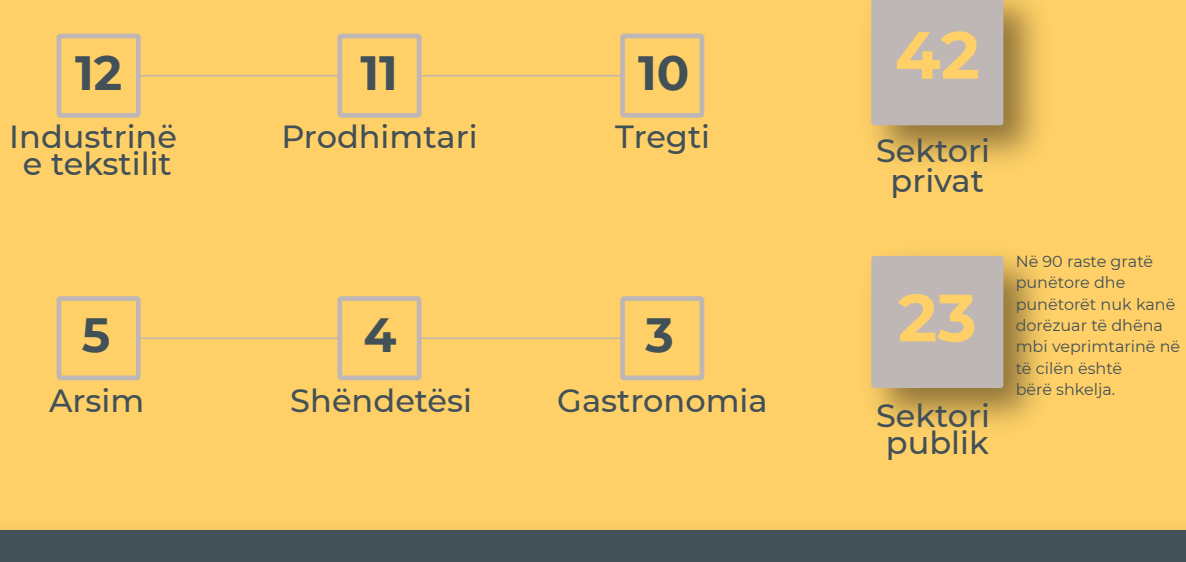 12
Industrinë
e tekstilit
11
Prodhimtari
10
Tregti
42
Sektori
privat
5
Arsim
4
Shëndetësi
3
Gastronomia
23
Sektori
publik
Në 90 raste gratë
punëtore dhe
punëtorët nuk kanë
dorëzuar të dhëna
mbi veprimtarinë në
të cilën është
bërë shkelja.